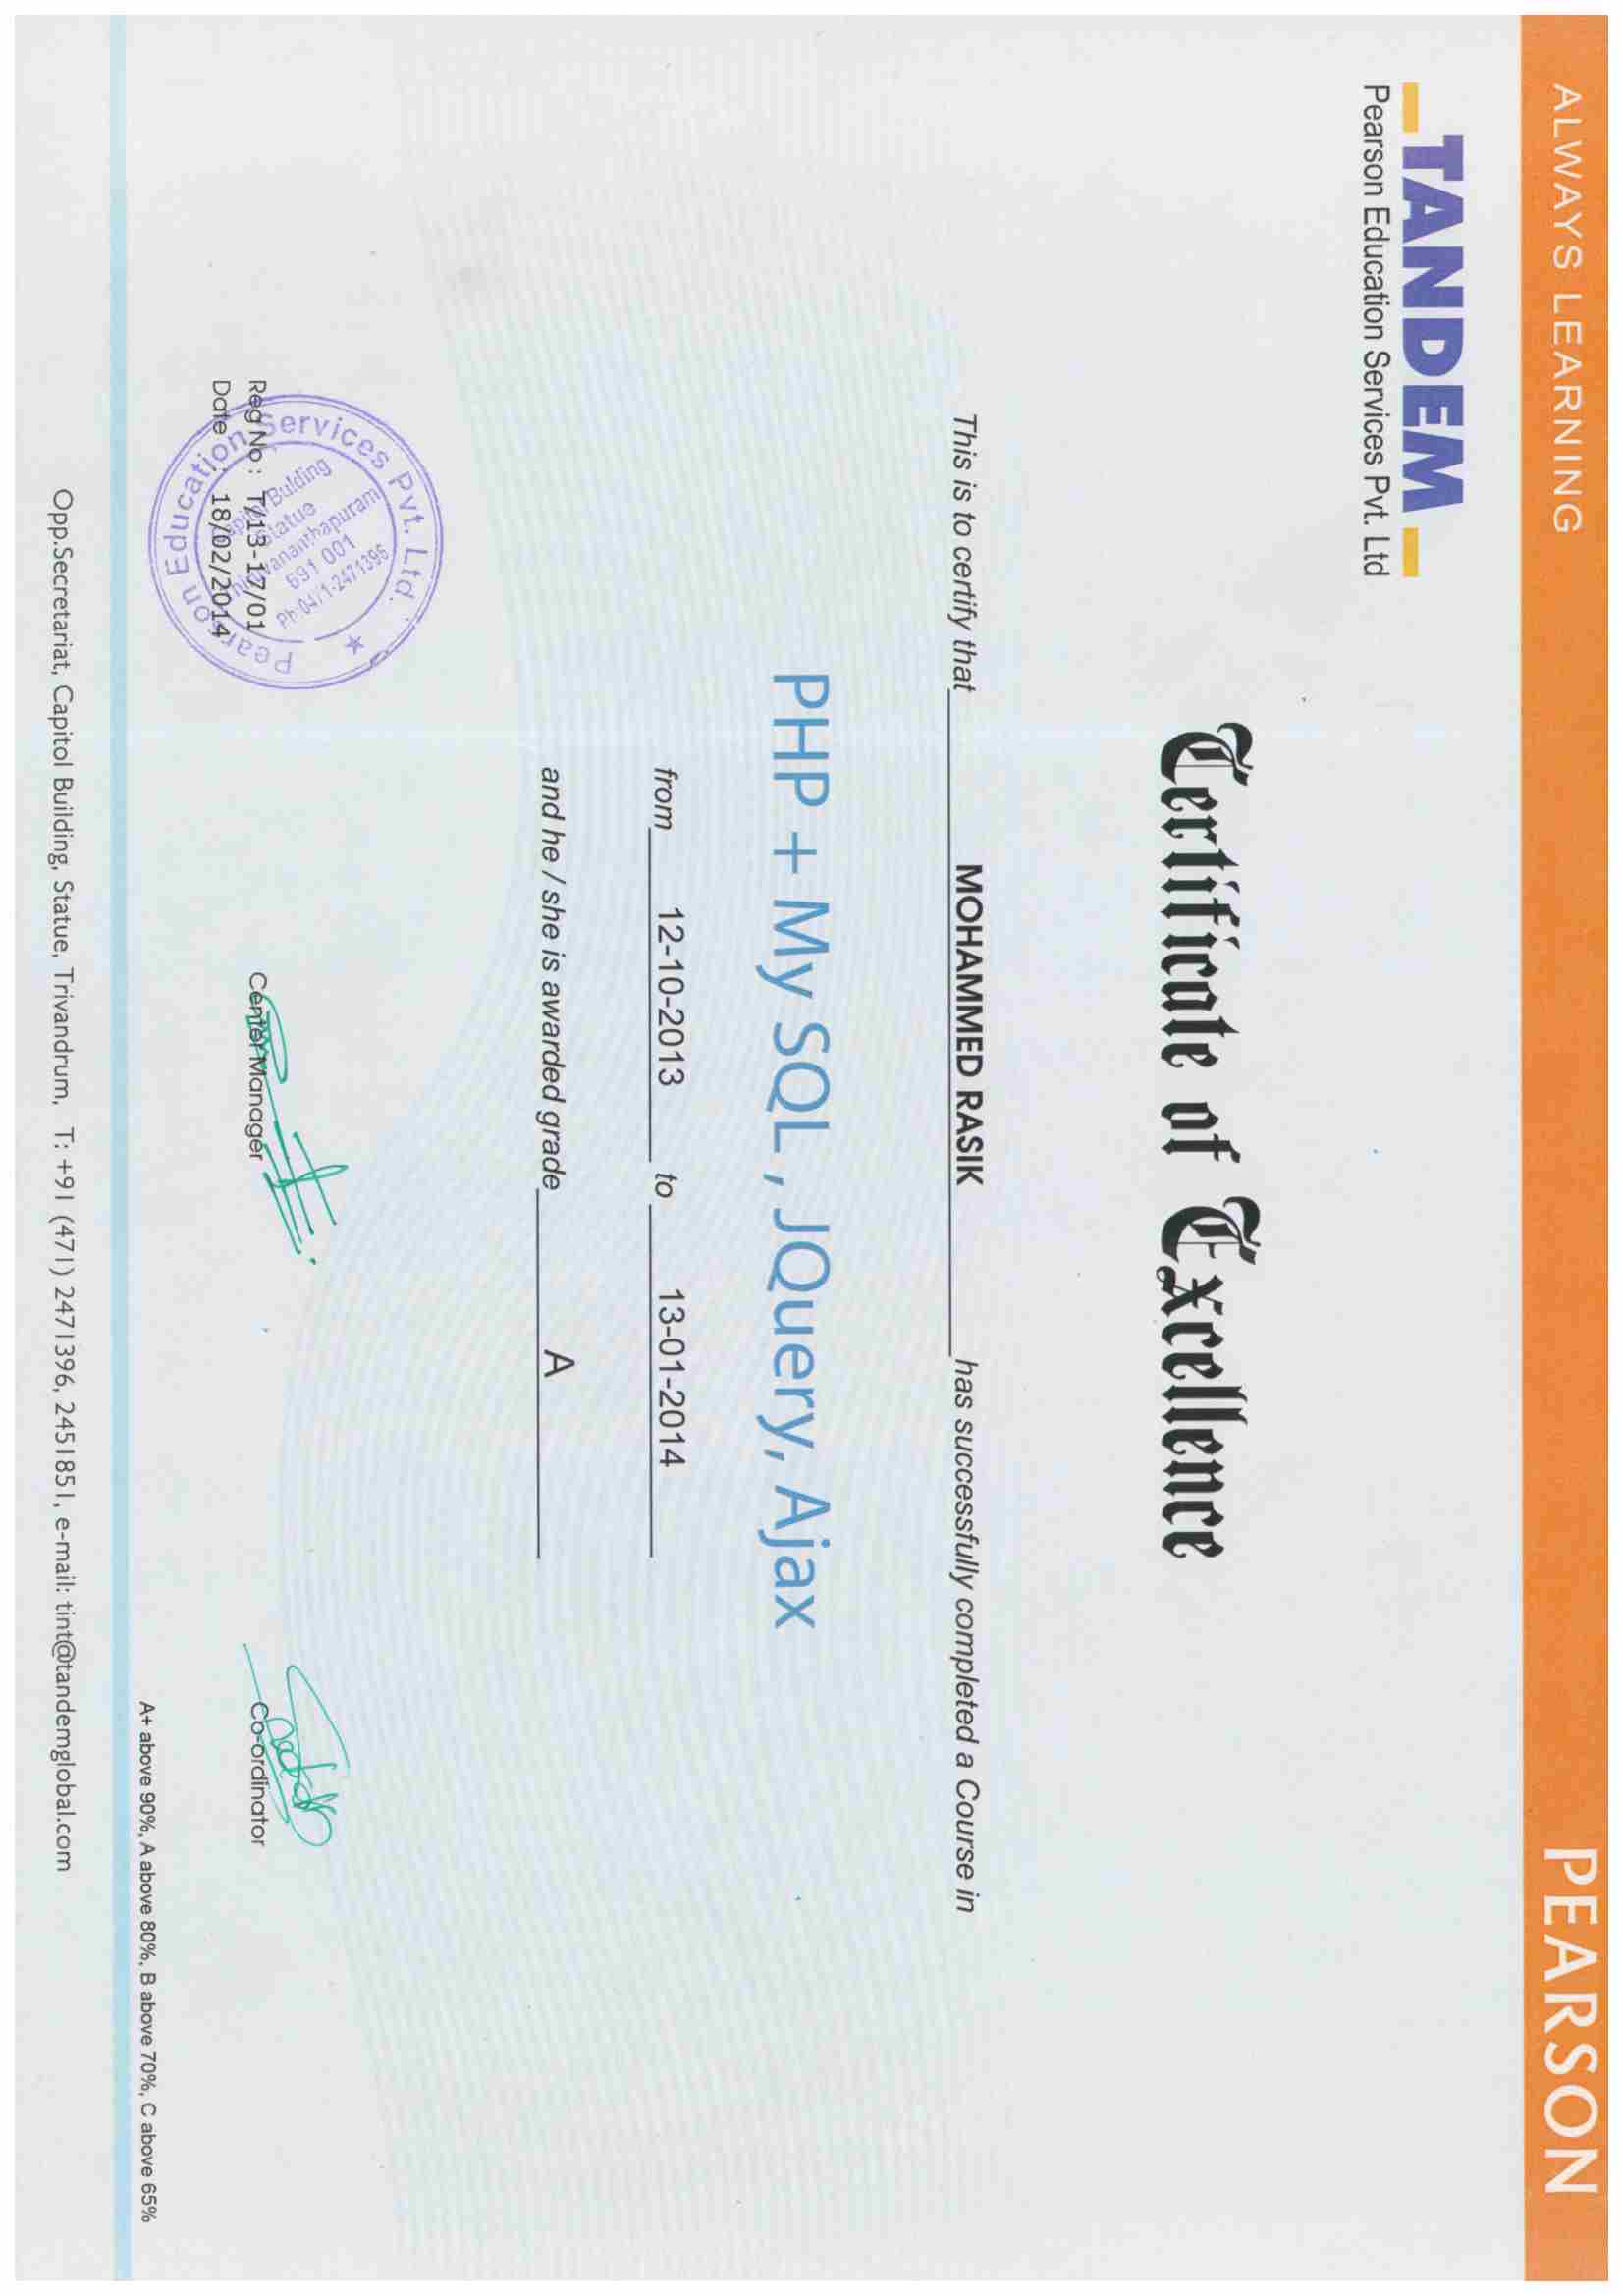 ALWAYS LEARNING
PEARSON
TANDEM
Pearson Education Services Pvt. Ltd
Certificate of Excellence
This is to certify that MOHAMMED RASIK has successfully completed a Course in
PHP + My SQL , JQuery, Ajax
from 12-10-2013 to 13-01-2014
and he / she is awarded grade A
Pearson Education Services Pvt. Ltd.
Bulding
Statue
691 001
Ph:0471-2471396
Reg No : T/13-17/01
Date : 18/02/2014
Center Manager
Co-ordinator
A+ above 90%, A above 80%, B above 70%, C above 65%
Opp.Secretariat, Capitol Building, Statue, Trivandrum, T: +91 (471) 2471396, 2451851, e-mail: tint@tandemglobal.com